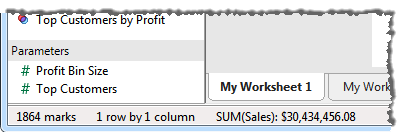 Top Customers by Profit
Parameters
# Profit Bin Size
# Top Customers
My Worksheet 1 My Work
1864 marks 1 row by 1 column SUM(Sales): $30,434,456.08